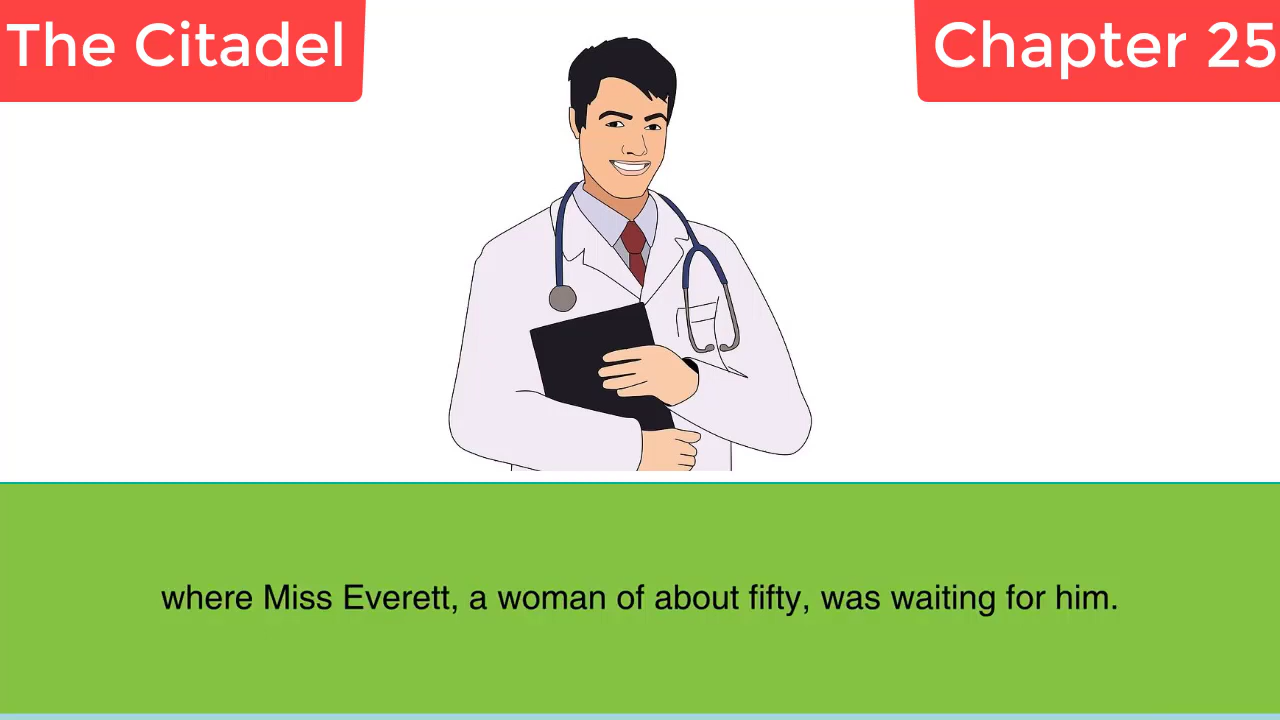 The Citadel
Chapter 25
where Miss Everett, a woman of about fifty, was waiting for him.